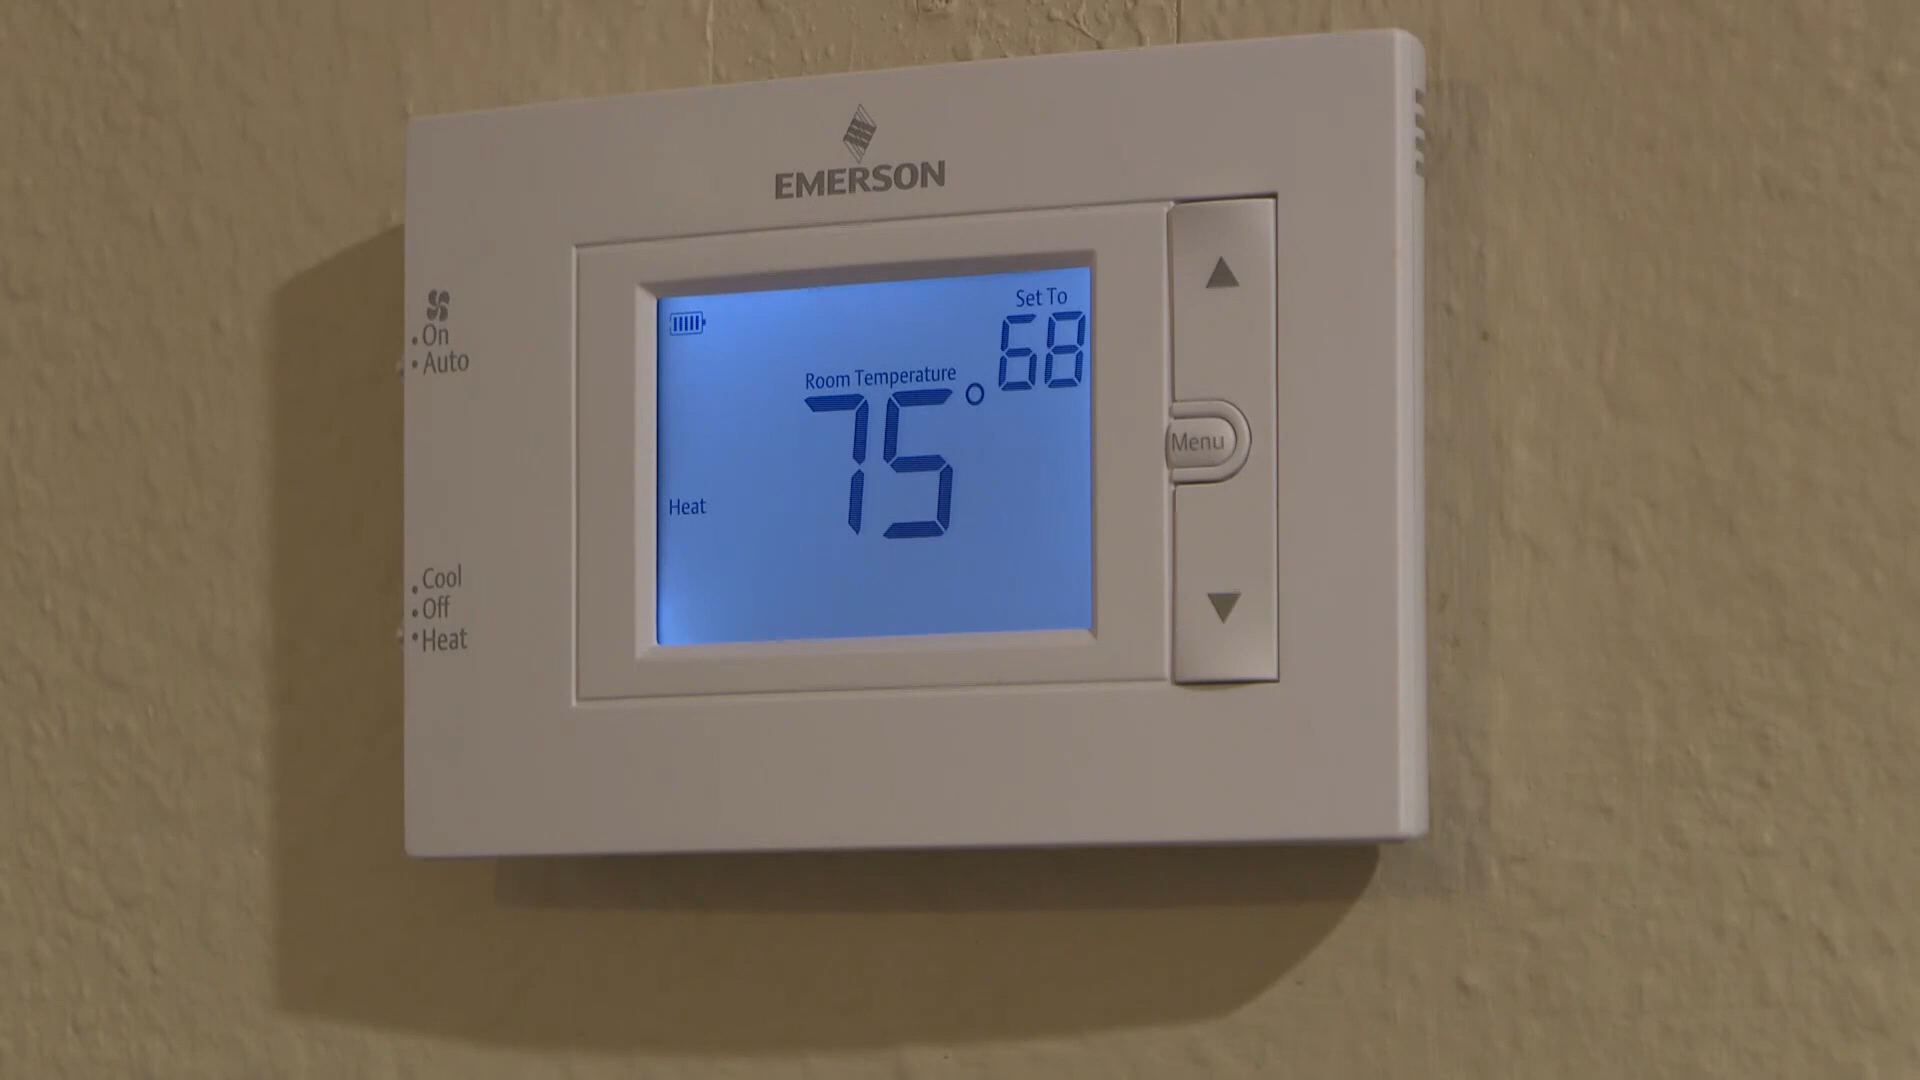 EMERSON
On
Auto
Set To
68
Room Temperature
75°
Menu
Heat
Cool
Off
Heat